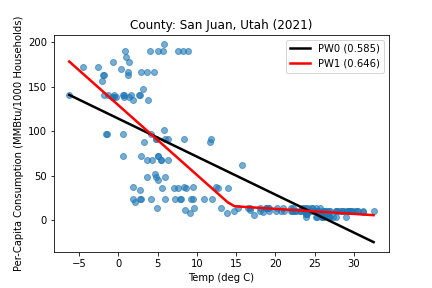 County: San Juan, Utah (2021)
PW0 (0.585)
PW1 (0.646)
Per-Capita Consumption (MMBtu/1000 Households)
200
150
100
50
0
−5 0 5 10 15 20 25 30
Temp (deg C)